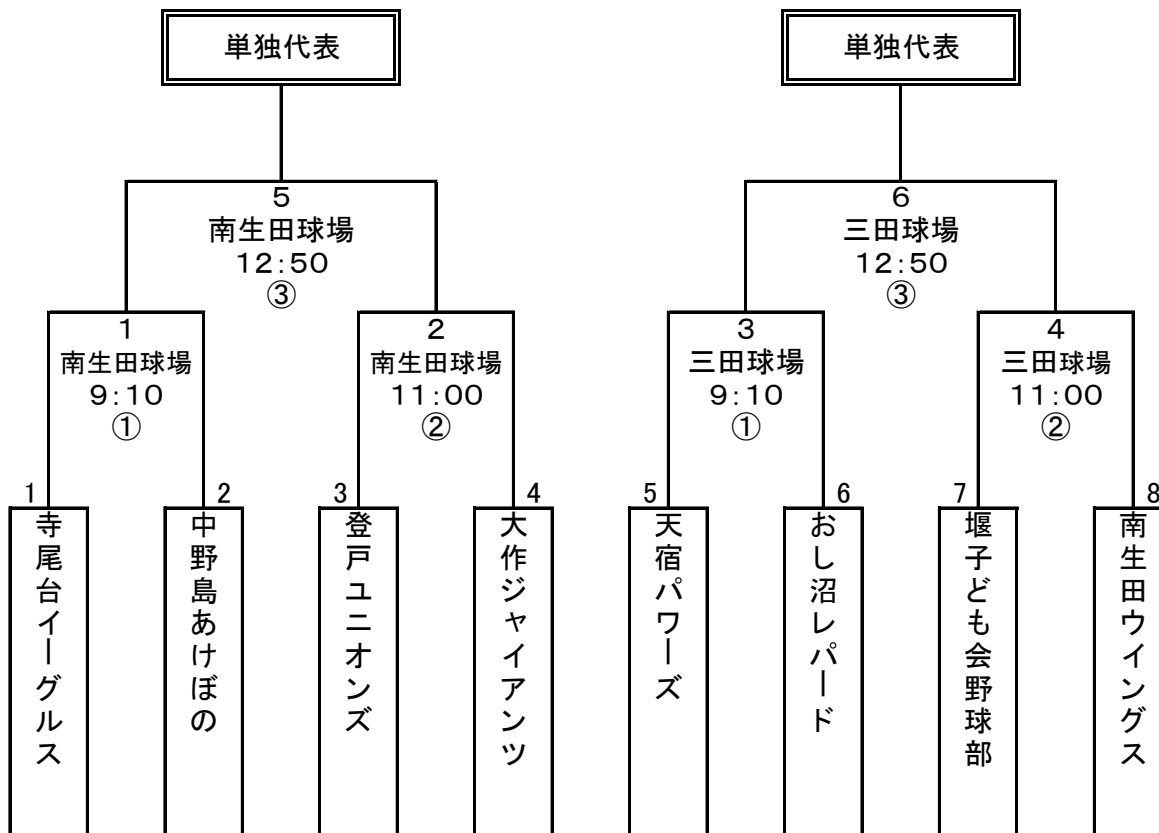 単独代表
単独代表
5
南生田球場
12:50
③
6
三田球場
12:50
③
1
南生田球場
9:10
①
2
南生田球場
11:00
②
3
三田球場
9:10
①
4
三田球場
11:00
②
1
寺尾台イーグルス
2
中野島あけぼの
3
登戸ユニオンズ
4
大作ジャイアンツ
5
天宿パワーズ
6
おし沼レパード
7
堰子ども会野球部
8
南生田ウイングス